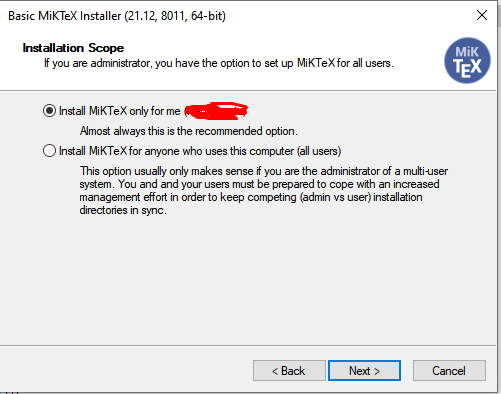 Basic MiKTeX Installer (21.12, 8011, 64-bit)
Installation Scope
If you are administrator, you have the option to set up MiKTeX for all users.
MiK
TEX
Install MiKTeX only for me (
Almost always this is the recommended option.
Install MiKTeX for anyone who uses this computer (all users)
This option usually only makes sense if you are the administrator of a multi-user
system. You and and your users must be prepared to cope with an increased
management effort in order to keep competing (admin vs user) installation
directories in sync.
< Back
Next >
Cancel